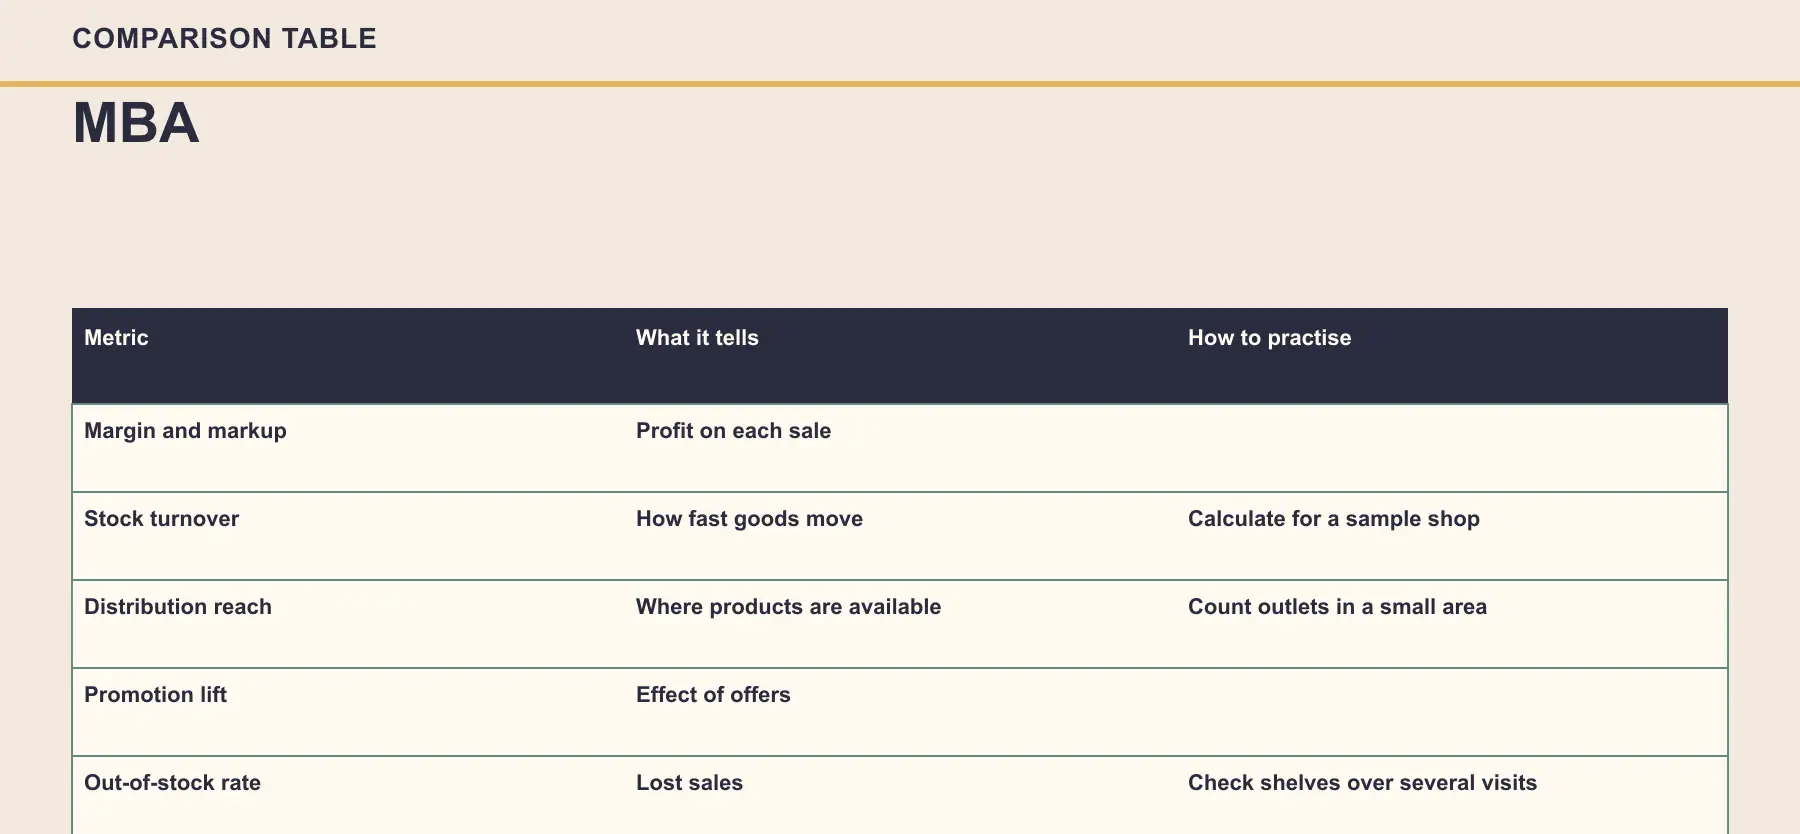 COMPARISON TABLE
MBA
Metric What it tells How to practise
Margin and markup Profit on each sale
Stock turnover How fast goods move Calculate for a sample shop
Distribution reach Where products are available Count outlets in a small area
Promotion lift Effect of offers
Out-of-stock rate Lost sales Check shelves over several visits